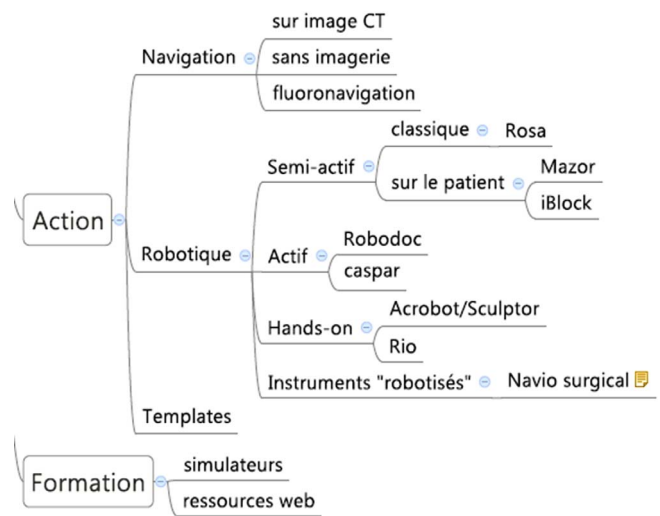 sur image CT
Navigation
sans imagerie
fluoronavigation
classique
Rosa
Semi-actif
sur le patient
Mazor
iBlock
Action
Robotique
Actif
Robodoc
caspar
Hands-on
Acrobot/Sculptor
Rio
Instruments "robotisés"
Navio surgical
Templates
Formation
simulateurs
ressources web